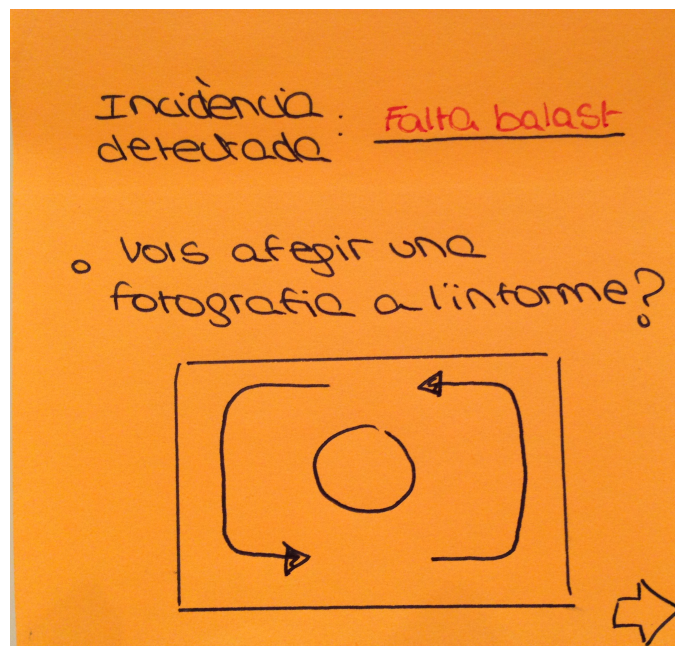 Incidència
detectada: Falta balast
Vols afegir una
fotografia a l'informe?